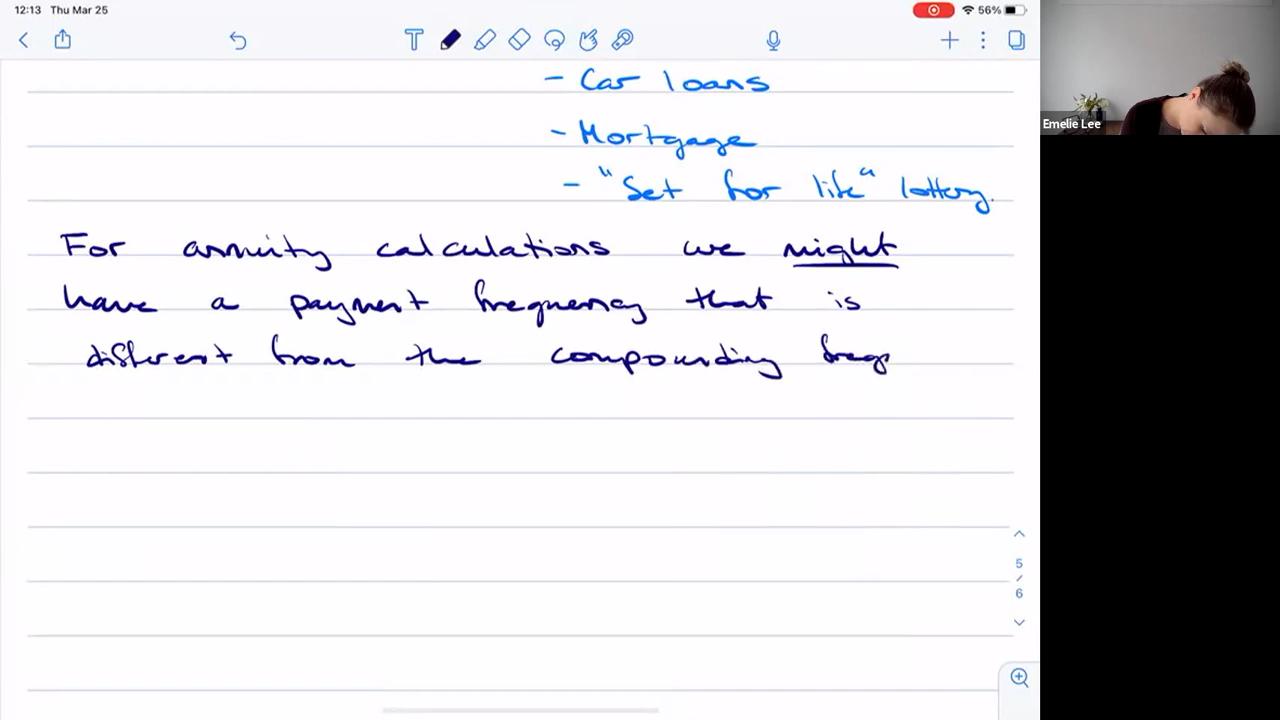 12:13 Thu Mar 25
56%
- Car loans
Emelie Lee
- Mortgage
- "Set for life" lottery.
For annuity calculations we might
have a payment frequency that is
different from the compounding freq
5
/
6